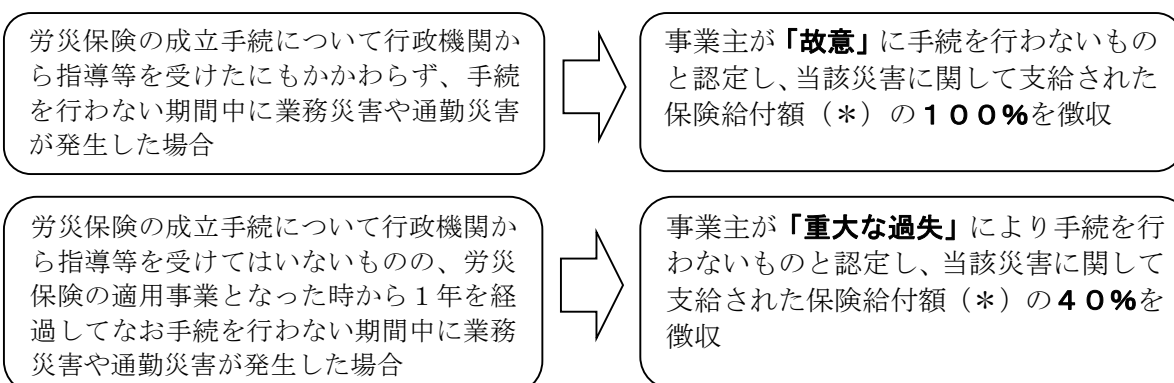 労災保険の成立手続について行政機関か
ら指導等を受けたにもかかわらず、手続
を行わない期間中に業務災害や通勤災害
が発生した場合
事業主が「故意」に手続を行わないもの
と認定し、当該災害に関して支給された
保険給付額（＊）の１００％を徴収
労災保険の成立手続について行政機関か
ら指導等を受けてはいないものの、労災
保険の適用事業となった時から１年を経
過してなお手続を行わない期間中に業務
災害や通勤災害が発生した場合
事業主が「重大な過失」により手続を行
わないものと認定し、当該災害に関して
支給された保険給付額（＊）の４０％を
徴収